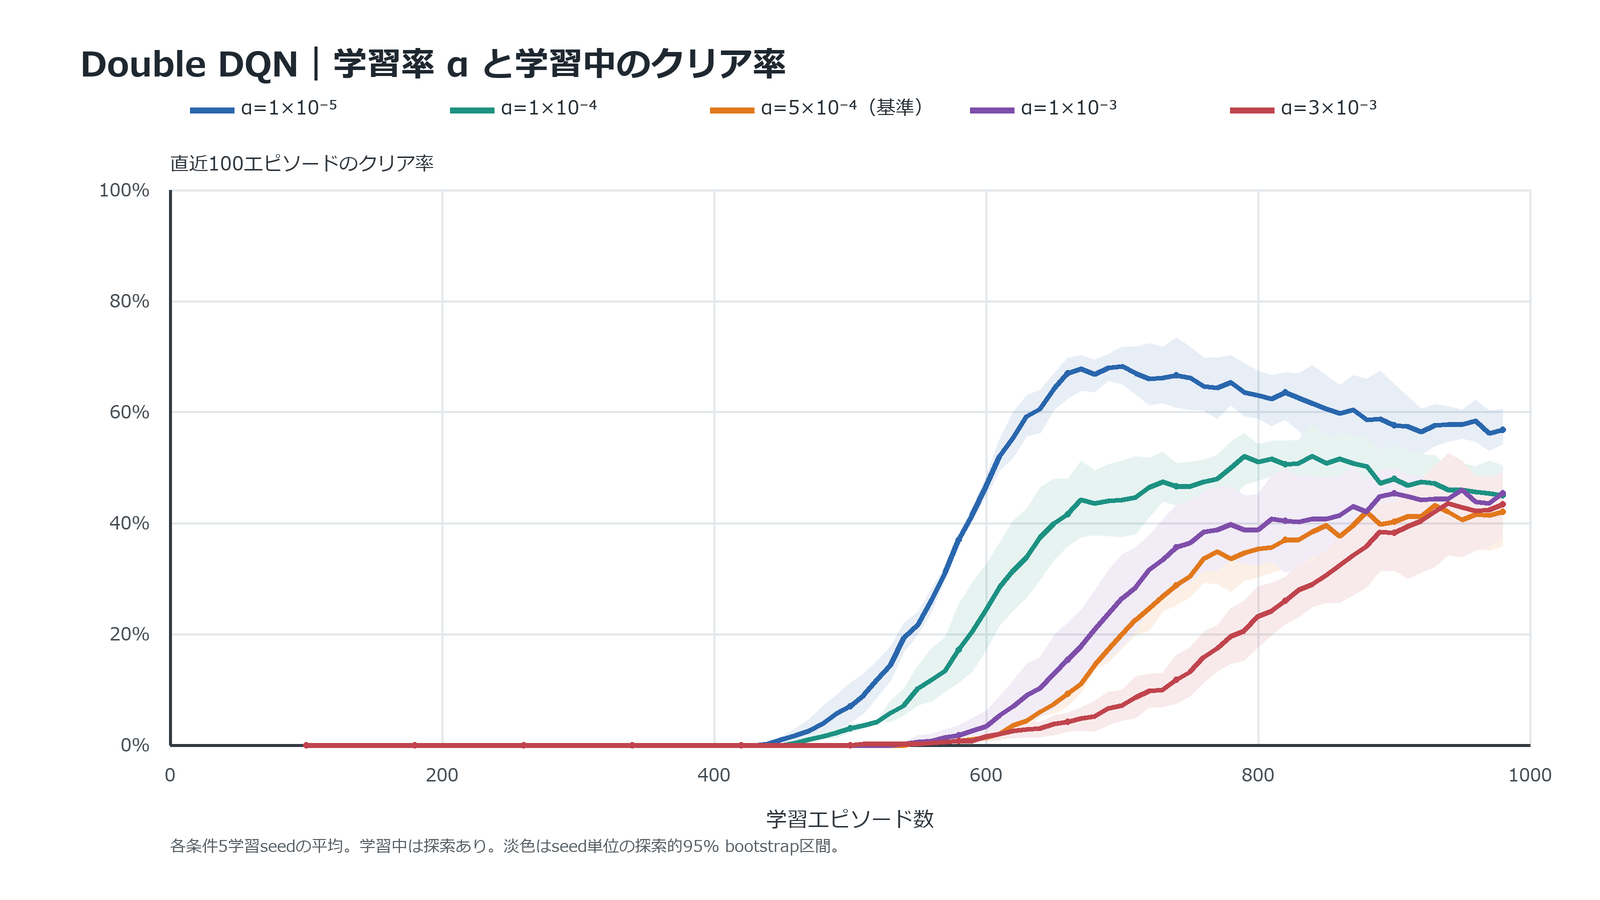 Double DQN｜学習率 α と学習中のクリア率
α=1×10⁻⁵ α=1×10⁻⁴ α=5×10⁻⁴（基準） α=1×10⁻³ α=3×10⁻³
直近100エピソードのクリア率
100%
80%
60%
40%
20%
0%
0 200 400 600 800 1000
学習エピソード数
各条件5学習seedの平均。学習中は探索あり。淡色はseed単位の探索的95% bootstrap区間。